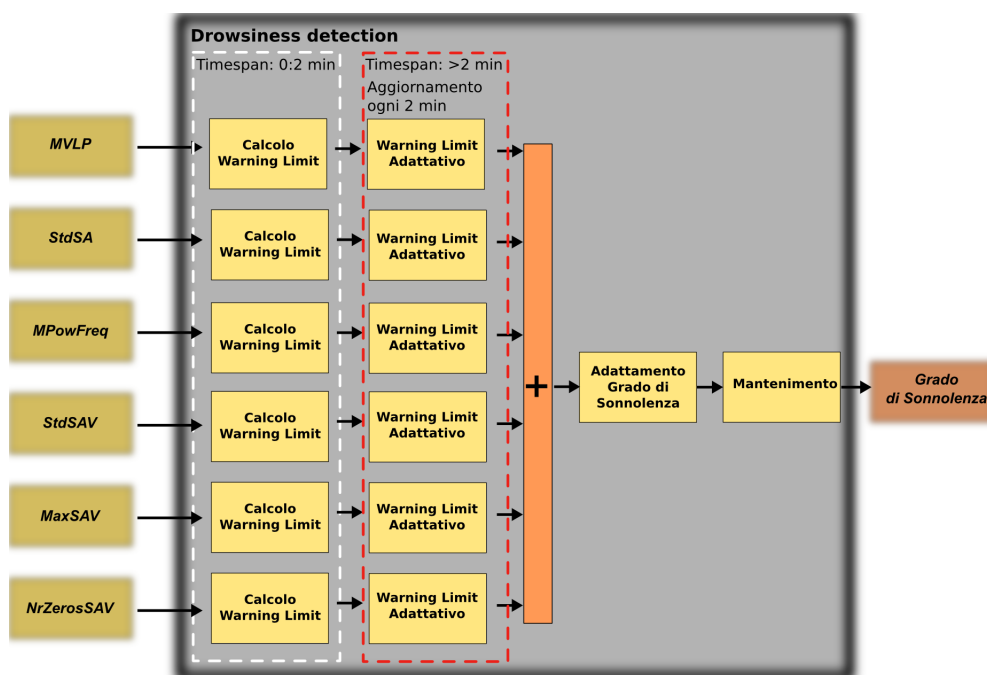 Drowsiness detection
Timespan: 0:2 min
Timespan: >2 min
Aggiornamento
ogni 2 min
MVLP
Calcolo
Warning Limit
Warning Limit
Adattativo
StdSA
Calcolo
Warning Limit
Warning Limit
Adattativo
MPowFreq
Calcolo
Warning Limit
Warning Limit
Adattativo
StdSAV
Calcolo
Warning Limit
Warning Limit
Adattativo
MaxSAV
Calcolo
Warning Limit
Warning Limit
Adattativo
NrZerosSAV
Calcolo
Warning Limit
Warning Limit
Adattativo
+
Adattamento
Grado di
Sonnolenza
Mantenimento
Grado
di Sonnolenza